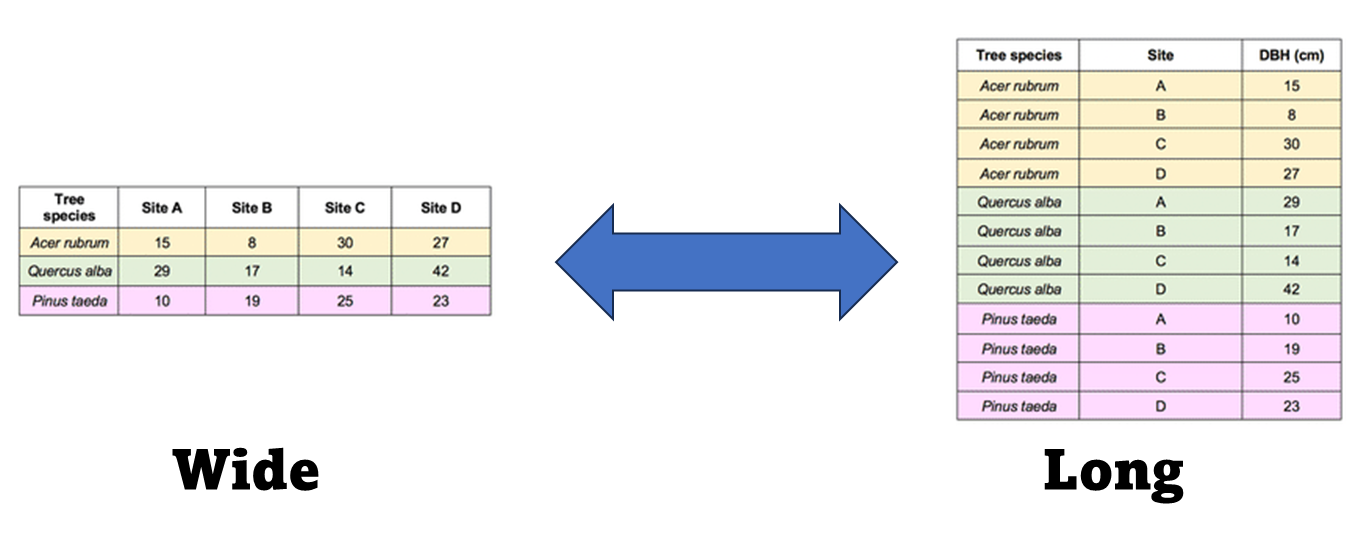 Tree species Site A Site B Site C Site D
Acer rubrum 15 8 30 27
Quercus alba 29 17 14 42
Pinus taeda 10 19 25 23
Wide
Tree species Site DBH (cm)
Acer rubrum A 15
Acer rubrum B 8
Acer rubrum C 30
Acer rubrum D 27
Quercus alba A 29
Quercus alba B 17
Quercus alba C 14
Quercus alba D 42
Pinus taeda A 10
Pinus taeda B 19
Pinus taeda C 25
Pinus taeda D 23
Long